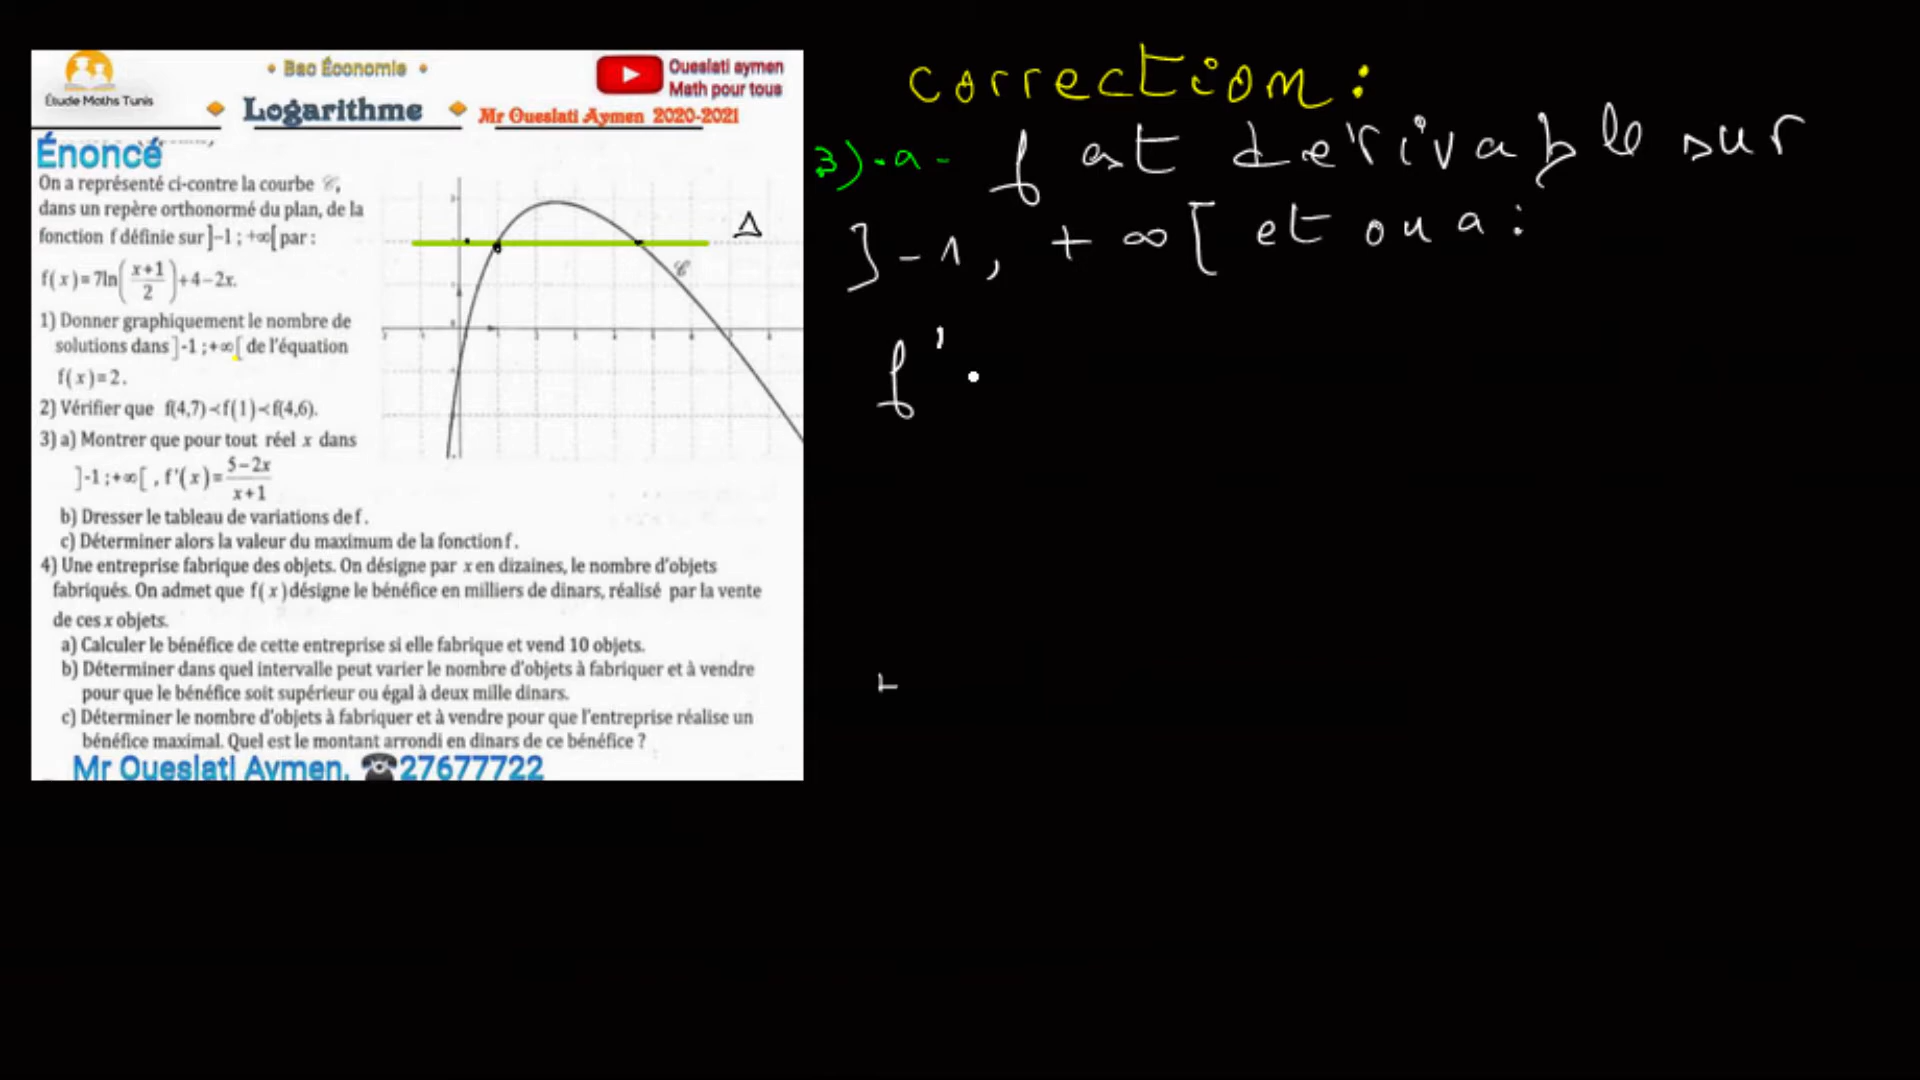 • Bac Économie •
Oueslati aymen
Math pour tous
Étude Maths Tunis
Logarithme
Mr Oueslati Aymen 2020-2021
Énoncé
On a représenté ci-contre la courbe 𝒞,
dans un repère orthonormé du plan, de la
fonction f définie sur ]−1 ; +∞[ par :
f(x)=7ln((x+1)/2)+4−2x.
1) Donner graphiquement le nombre de
solutions dans ]-1 ;+∞[ de l'équation
f(x)=2.
2) Vérifier que f(4,7)≺f(1)≺f(4,6).
3) a) Montrer que pour tout réel x dans
]-1 ;+∞[ , f'(x)=(5−2x)/(x+1)
b) Dresser le tableau de variations de f.
c) Déterminer alors la valeur du maximum de la fonction f.
4) Une entreprise fabrique des objets. On désigne par x en dizaines, le nombre d'objets
fabriqués. On admet que f(x) désigne le bénéfice en milliers de dinars, réalisé par la vente
de ces x objets.
a) Calculer le bénéfice de cette entreprise si elle fabrique et vend 10 objets.
b) Déterminer dans quel intervalle peut varier le nombre d'objets à fabriquer et à vendre
pour que le bénéfice soit supérieur ou égal à deux mille dinars.
c) Déterminer le nombre d'objets à fabriquer et à vendre pour que l'entreprise réalise un
bénéfice maximal. Quel est le montant arrondi en dinars de ce bénéfice ?
Mr Oueslati Aymen. ☎27677722
Δ
𝒞
correction :
3)-a- f est derivable sur
]-1, +∞[ et on a :
f'